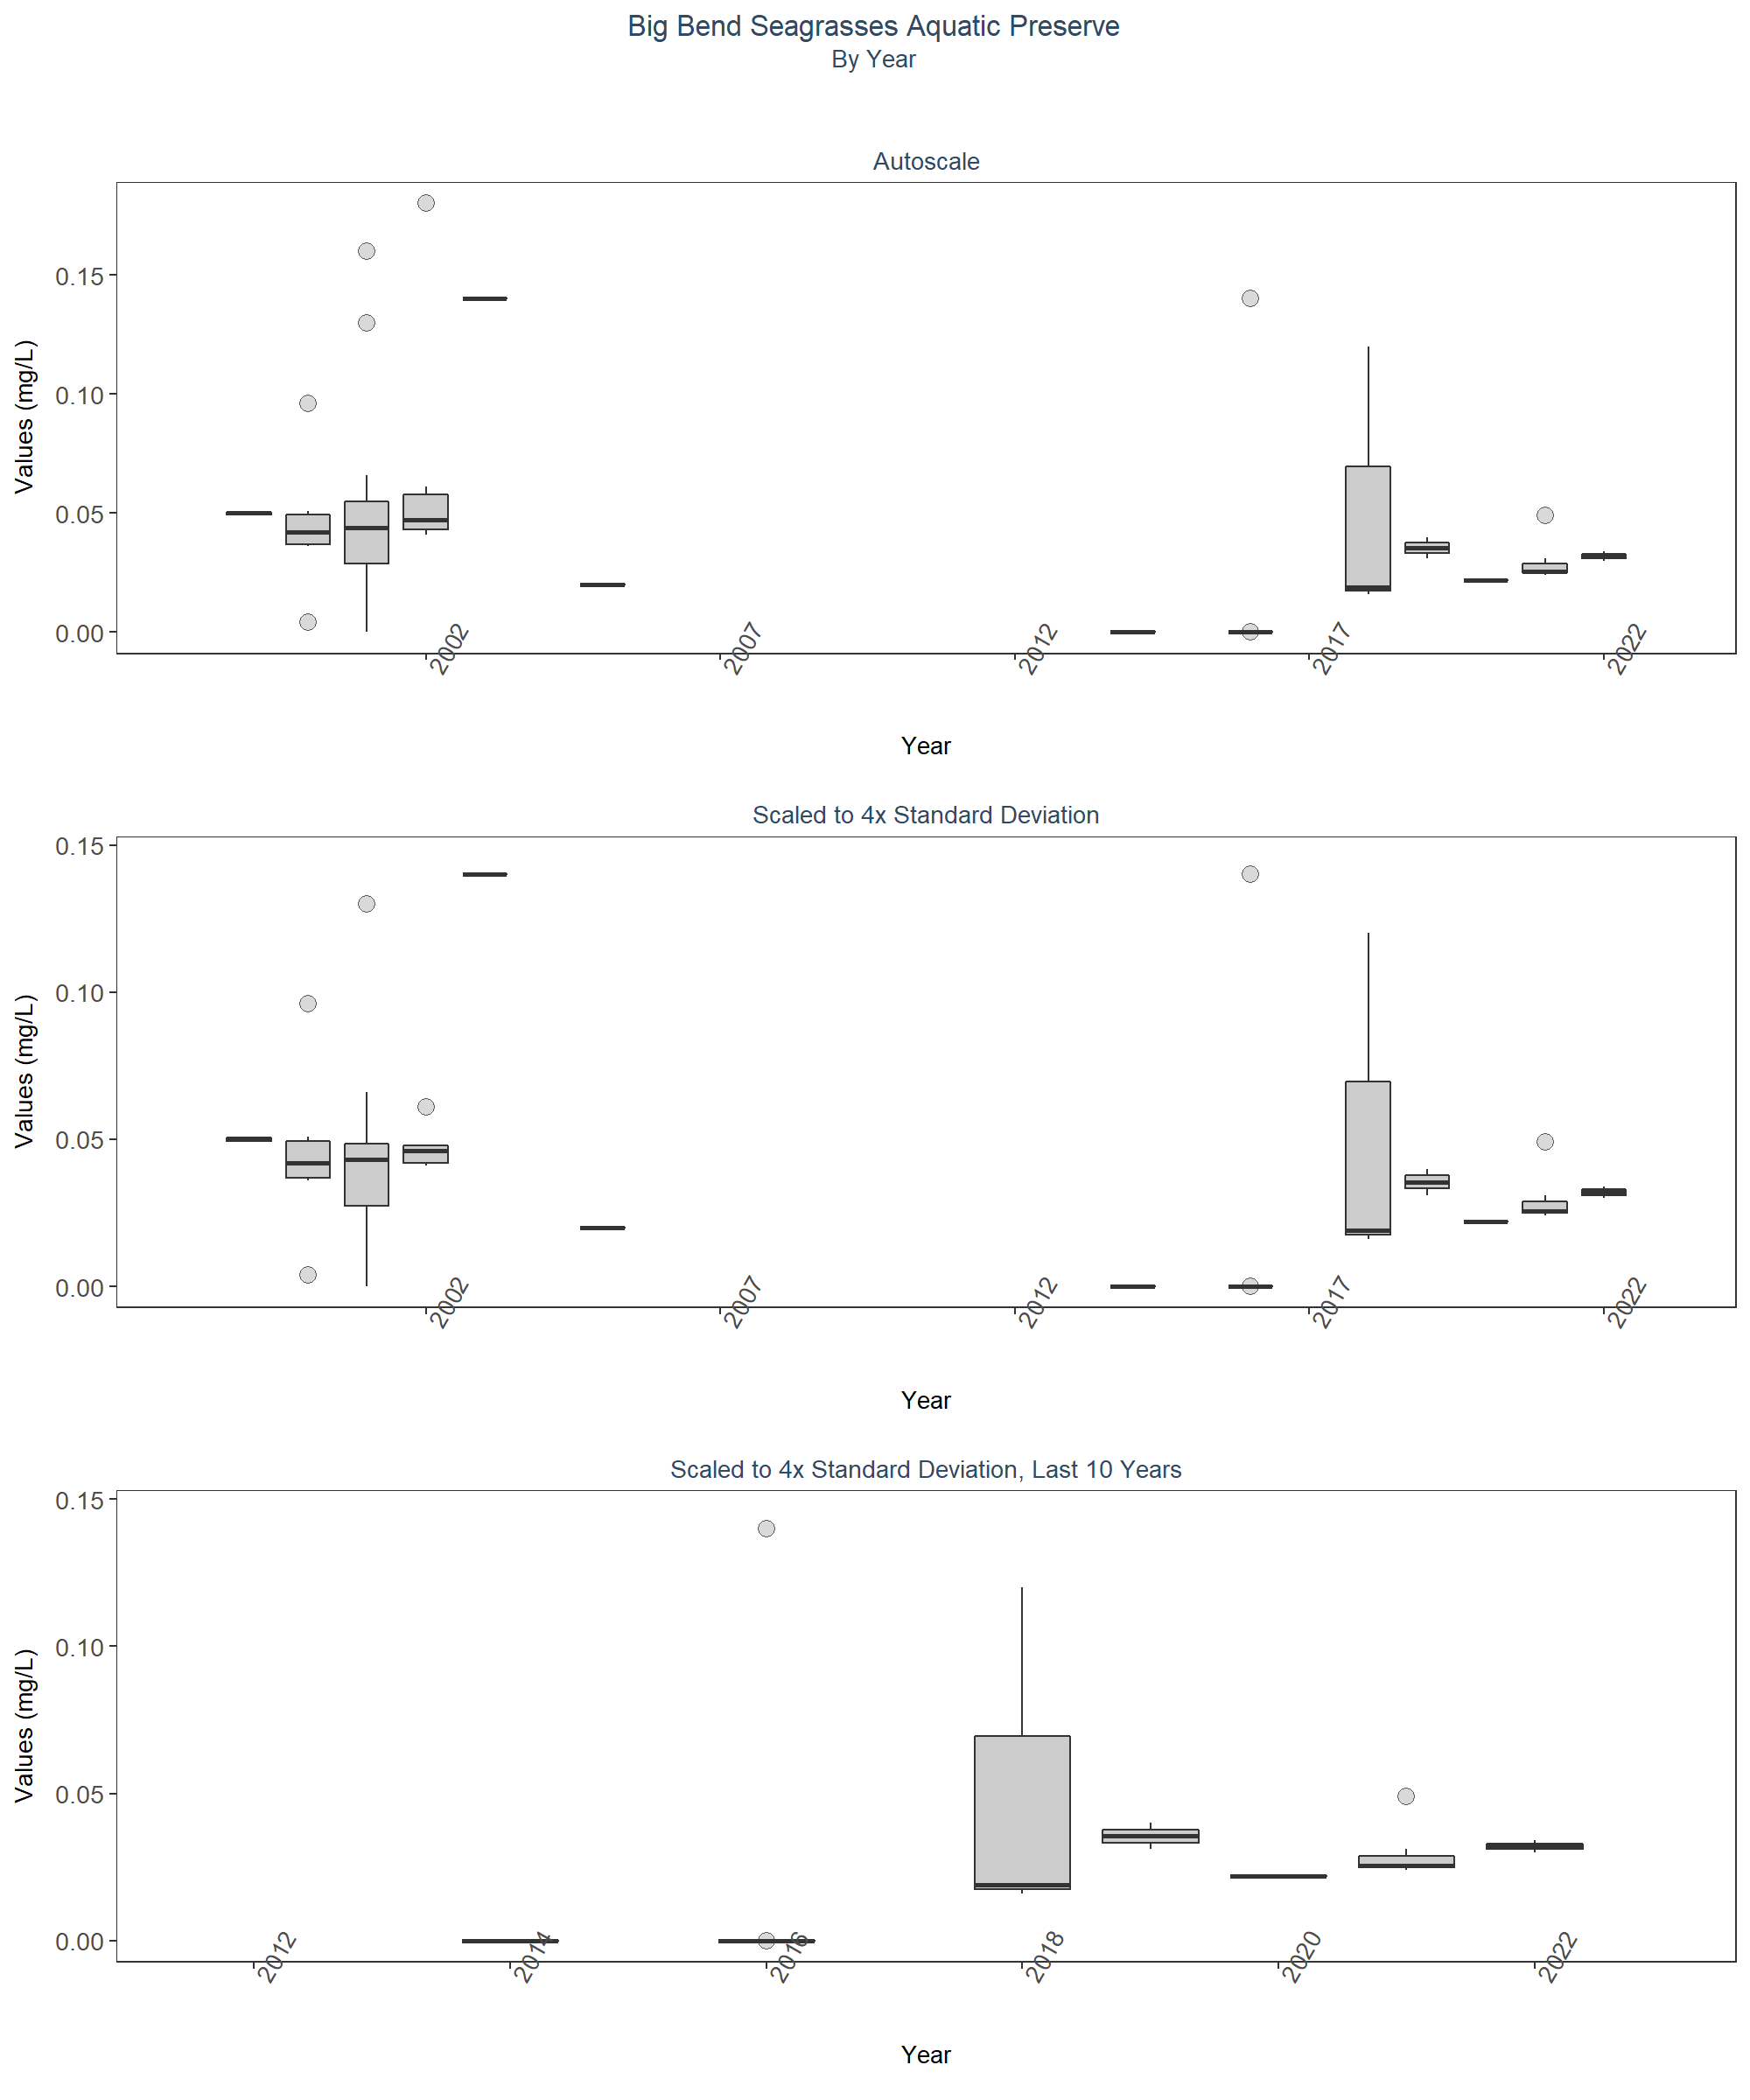 Big Bend Seagrasses Aquatic Preserve
By Year
Autoscale
Values (mg/L)
0.15
0.10
0.05
0.00
2002 2007 2012 2017 2022
Year
Scaled to 4x Standard Deviation
Values (mg/L)
0.15
0.10
0.05
0.00
2002 2007 2012 2017 2022
Year
Scaled to 4x Standard Deviation, Last 10 Years
Values (mg/L)
0.15
0.10
0.05
0.00
2012 2014 2016 2018 2020 2022
Year